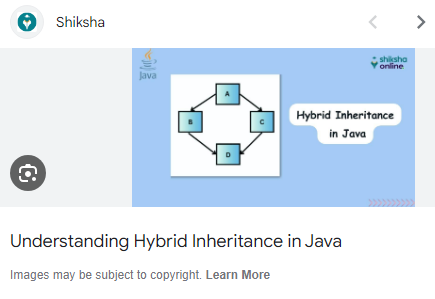 Shiksha
Java
shiksha
online
A
B
C
D
Hybrid Inheritance
in Java
Understanding Hybrid Inheritance in Java
Images may be subject to copyright. Learn More